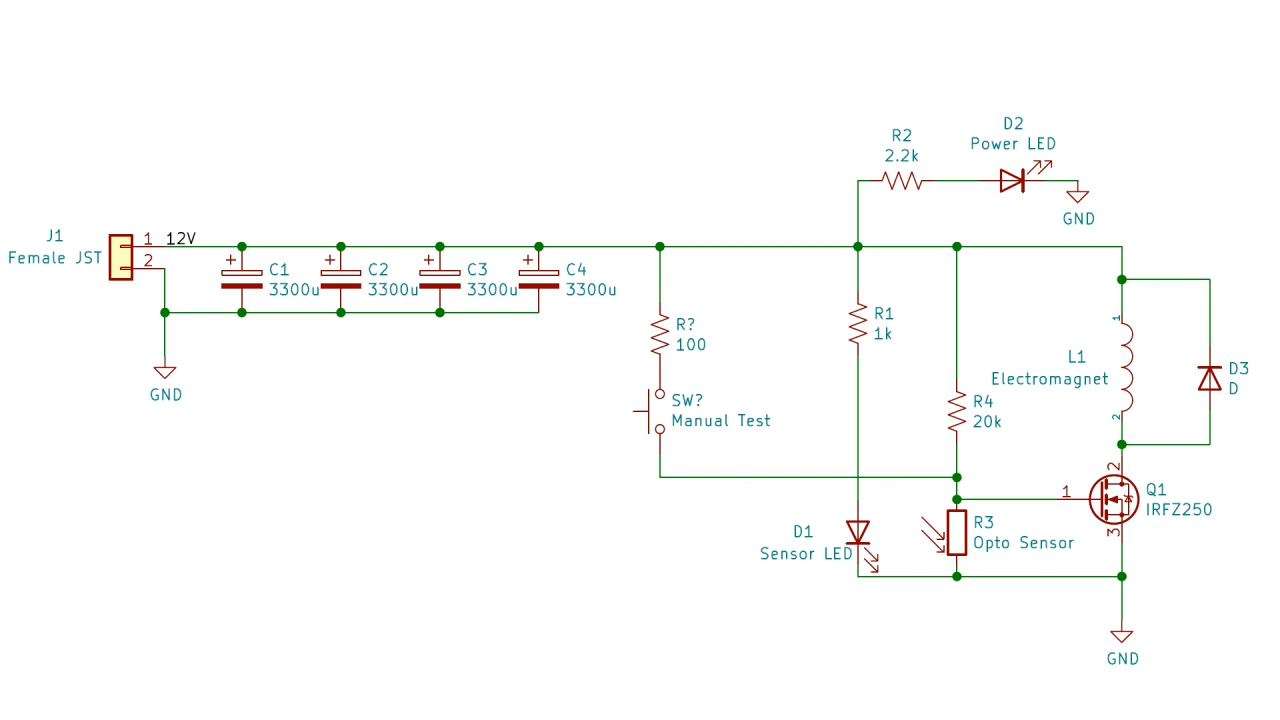 D2
Power LED
R2
2.2k
GND
J1
Female JST
1
2
12V
C1
3300u
C2
3300u
C3
3300u
C4
3300u
GND
R?
100
SW?
Manual Test
R1
1k
R4
20k
1
L1
Electromagnet
2
D3
D
2
1
3
Q1
IRFZ250
D1
Sensor LED
R3
Opto Sensor
GND